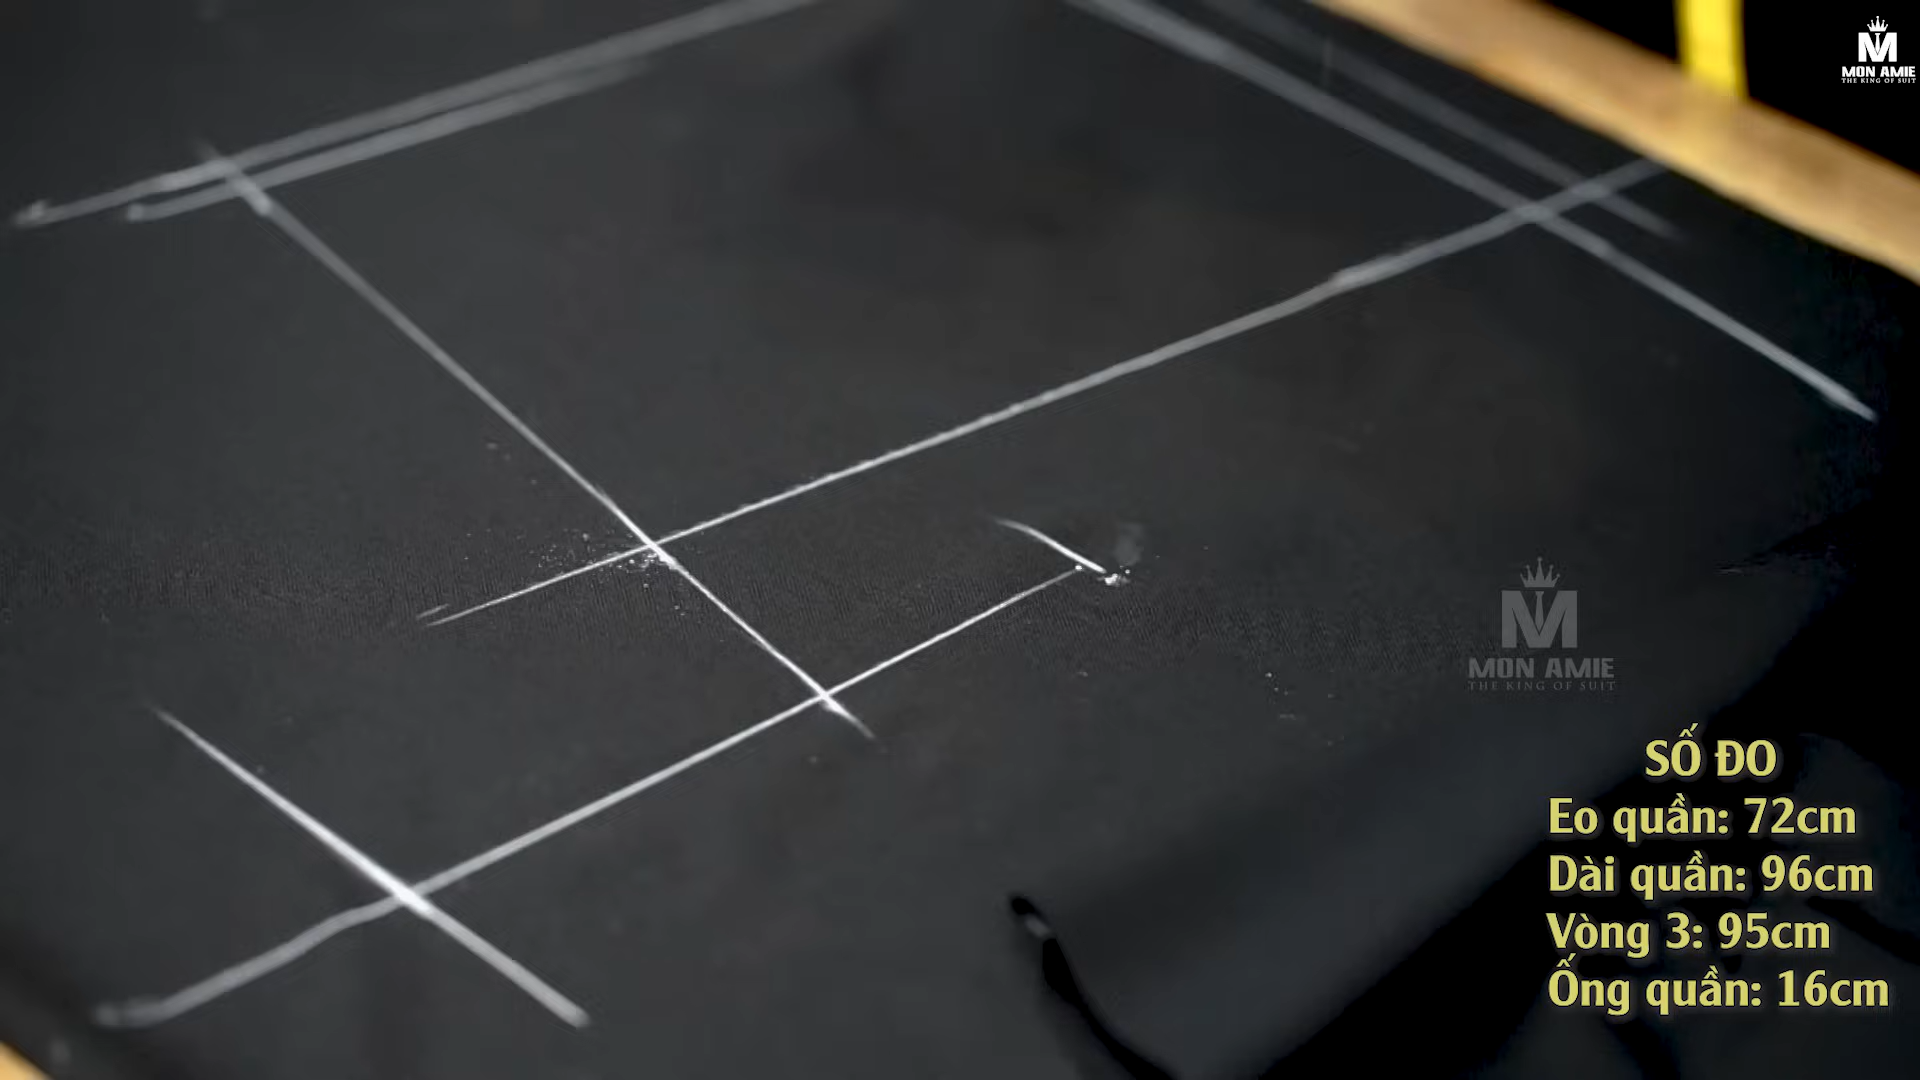 M
MON AMIE
THE KING OF SUIT
M
MON AMIE
THE KING OF SUIT
SỐ ĐO
Eo quần: 72cm
Dài quần: 96cm
Vòng 3: 95cm
Ống quần: 16cm